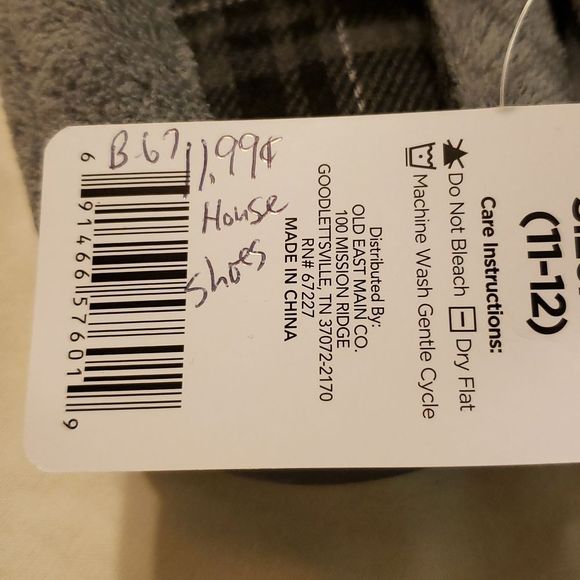 (11-12)
Care Instructions:
Do Not Bleach Dry Flat
Machine Wash Gentle Cycle
Distributed By:
OLD EAST MAIN CO.
100 MISSION RIDGE
GOODLETTSVILLE, TN 37072-2170
RN# 67227
MADE IN CHINA
B-67 11.99¢
House
Shoes
6 91466 57601 9